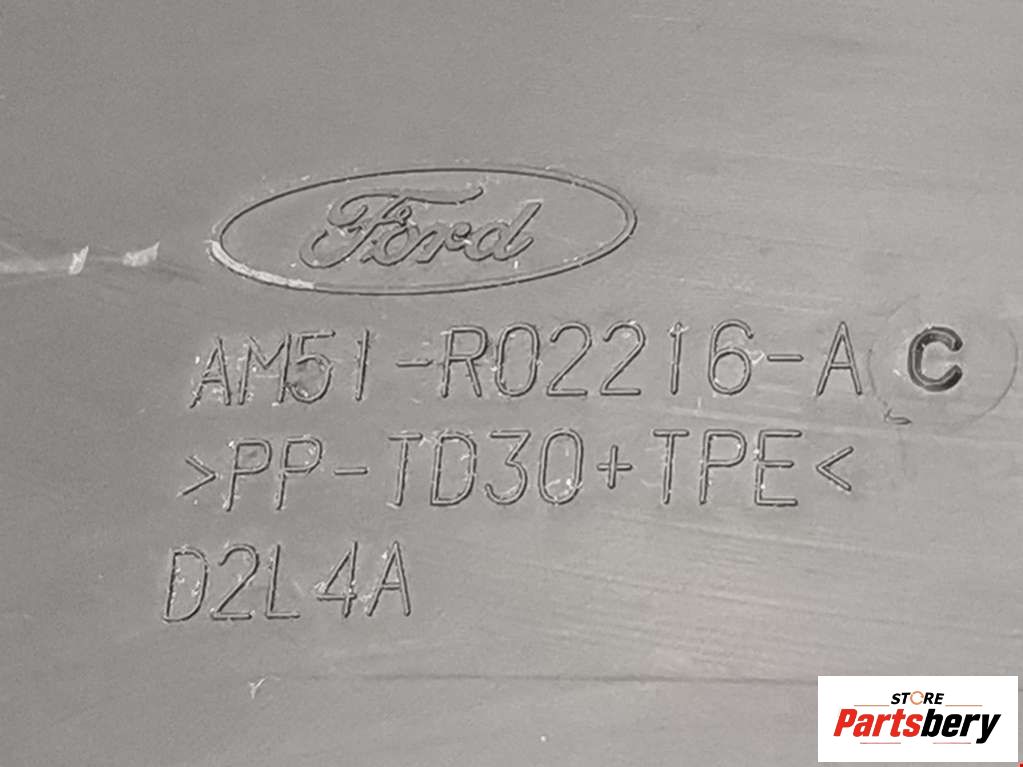 Ford
AM51-R02216-A C
>PP-TD30+TPE<
D2L4A
STORE
Partsbery